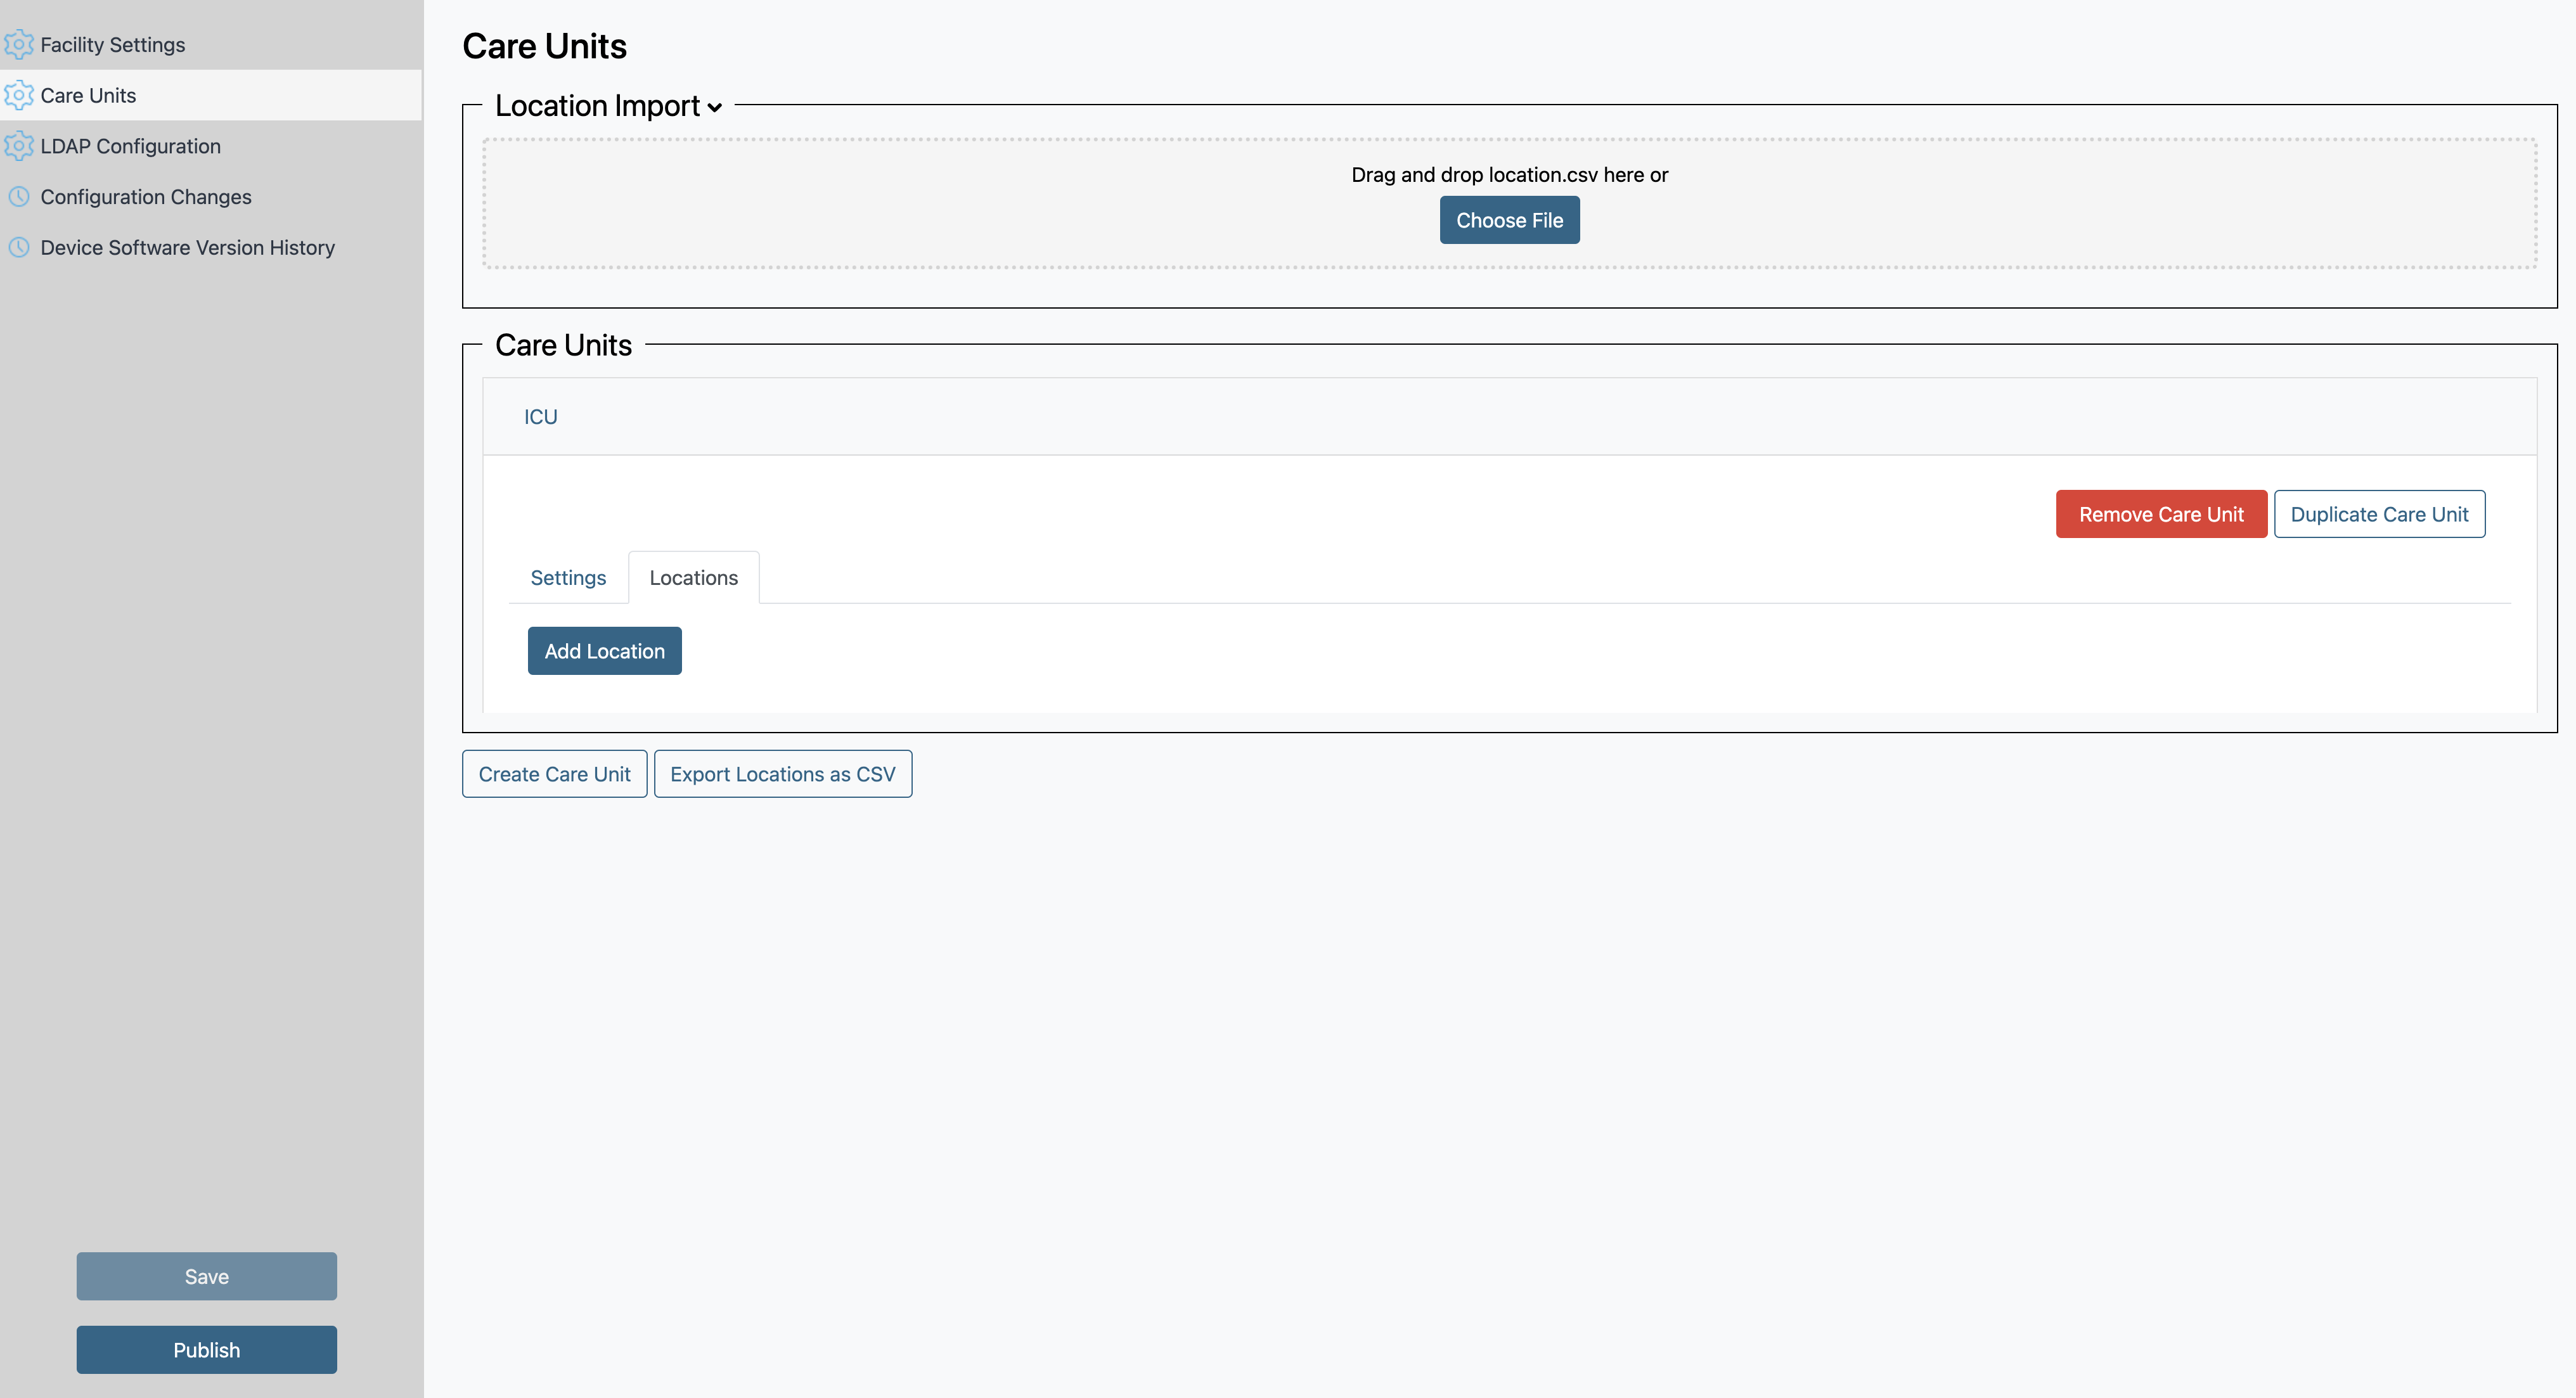 Facility Settings
Care Units
LDAP Configuration
Configuration Changes
Device Software Version History
Save
Publish
Care Units
Location Import
Drag and drop location.csv here or
Choose File
Care Units
ICU
Remove Care Unit Duplicate Care Unit
Settings Locations
Add Location
Create Care Unit Export Locations as CSV